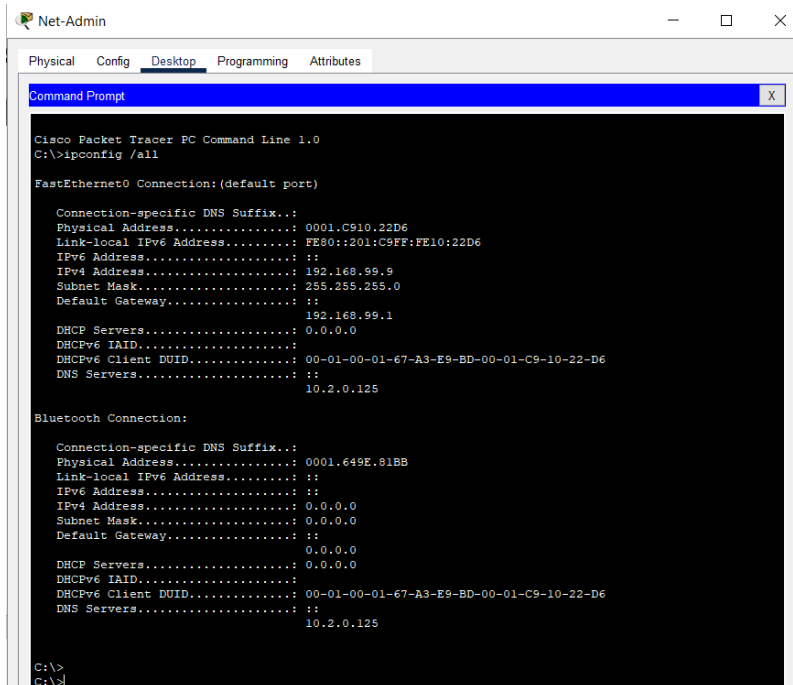 Net-Admin
Physical Config Desktop Programming Attributes
Command Prompt
X
Cisco Packet Tracer PC Command Line 1.0
C:\>ipconfig /all
FastEthernet0 Connection:(default port)
Connection-specific DNS Suffix..:
Physical Address................: 0001.C910.22D6
Link-local IPv6 Address.........: FE80::201:C9FF:FE10:22D6
IPv6 Address....................: ::
IPv4 Address....................: 192.168.99.9
Subnet Mask.....................: 255.255.255.0
Default Gateway.................: ::
192.168.99.1
DHCP Servers....................: 0.0.0.0
DHCPv6 IAID.....................:
DHCPv6 Client DUID..............: 00-01-00-01-67-A3-E9-BD-00-01-C9-10-22-D6
DNS Servers.....................: ::
10.2.0.125
Bluetooth Connection:
Connection-specific DNS Suffix..:
Physical Address................: 0001.649E.81BB
Link-local IPv6 Address.........: ::
IPv6 Address....................: ::
IPv4 Address....................: 0.0.0.0
Subnet Mask.....................: 0.0.0.0
Default Gateway.................: ::
0.0.0.0
DHCP Servers....................: 0.0.0.0
DHCPv6 IAID.....................:
DHCPv6 Client DUID..............: 00-01-00-01-67-A3-E9-BD-00-01-C9-10-22-D6
DNS Servers.....................: ::
10.2.0.125
C:\>
C:\>